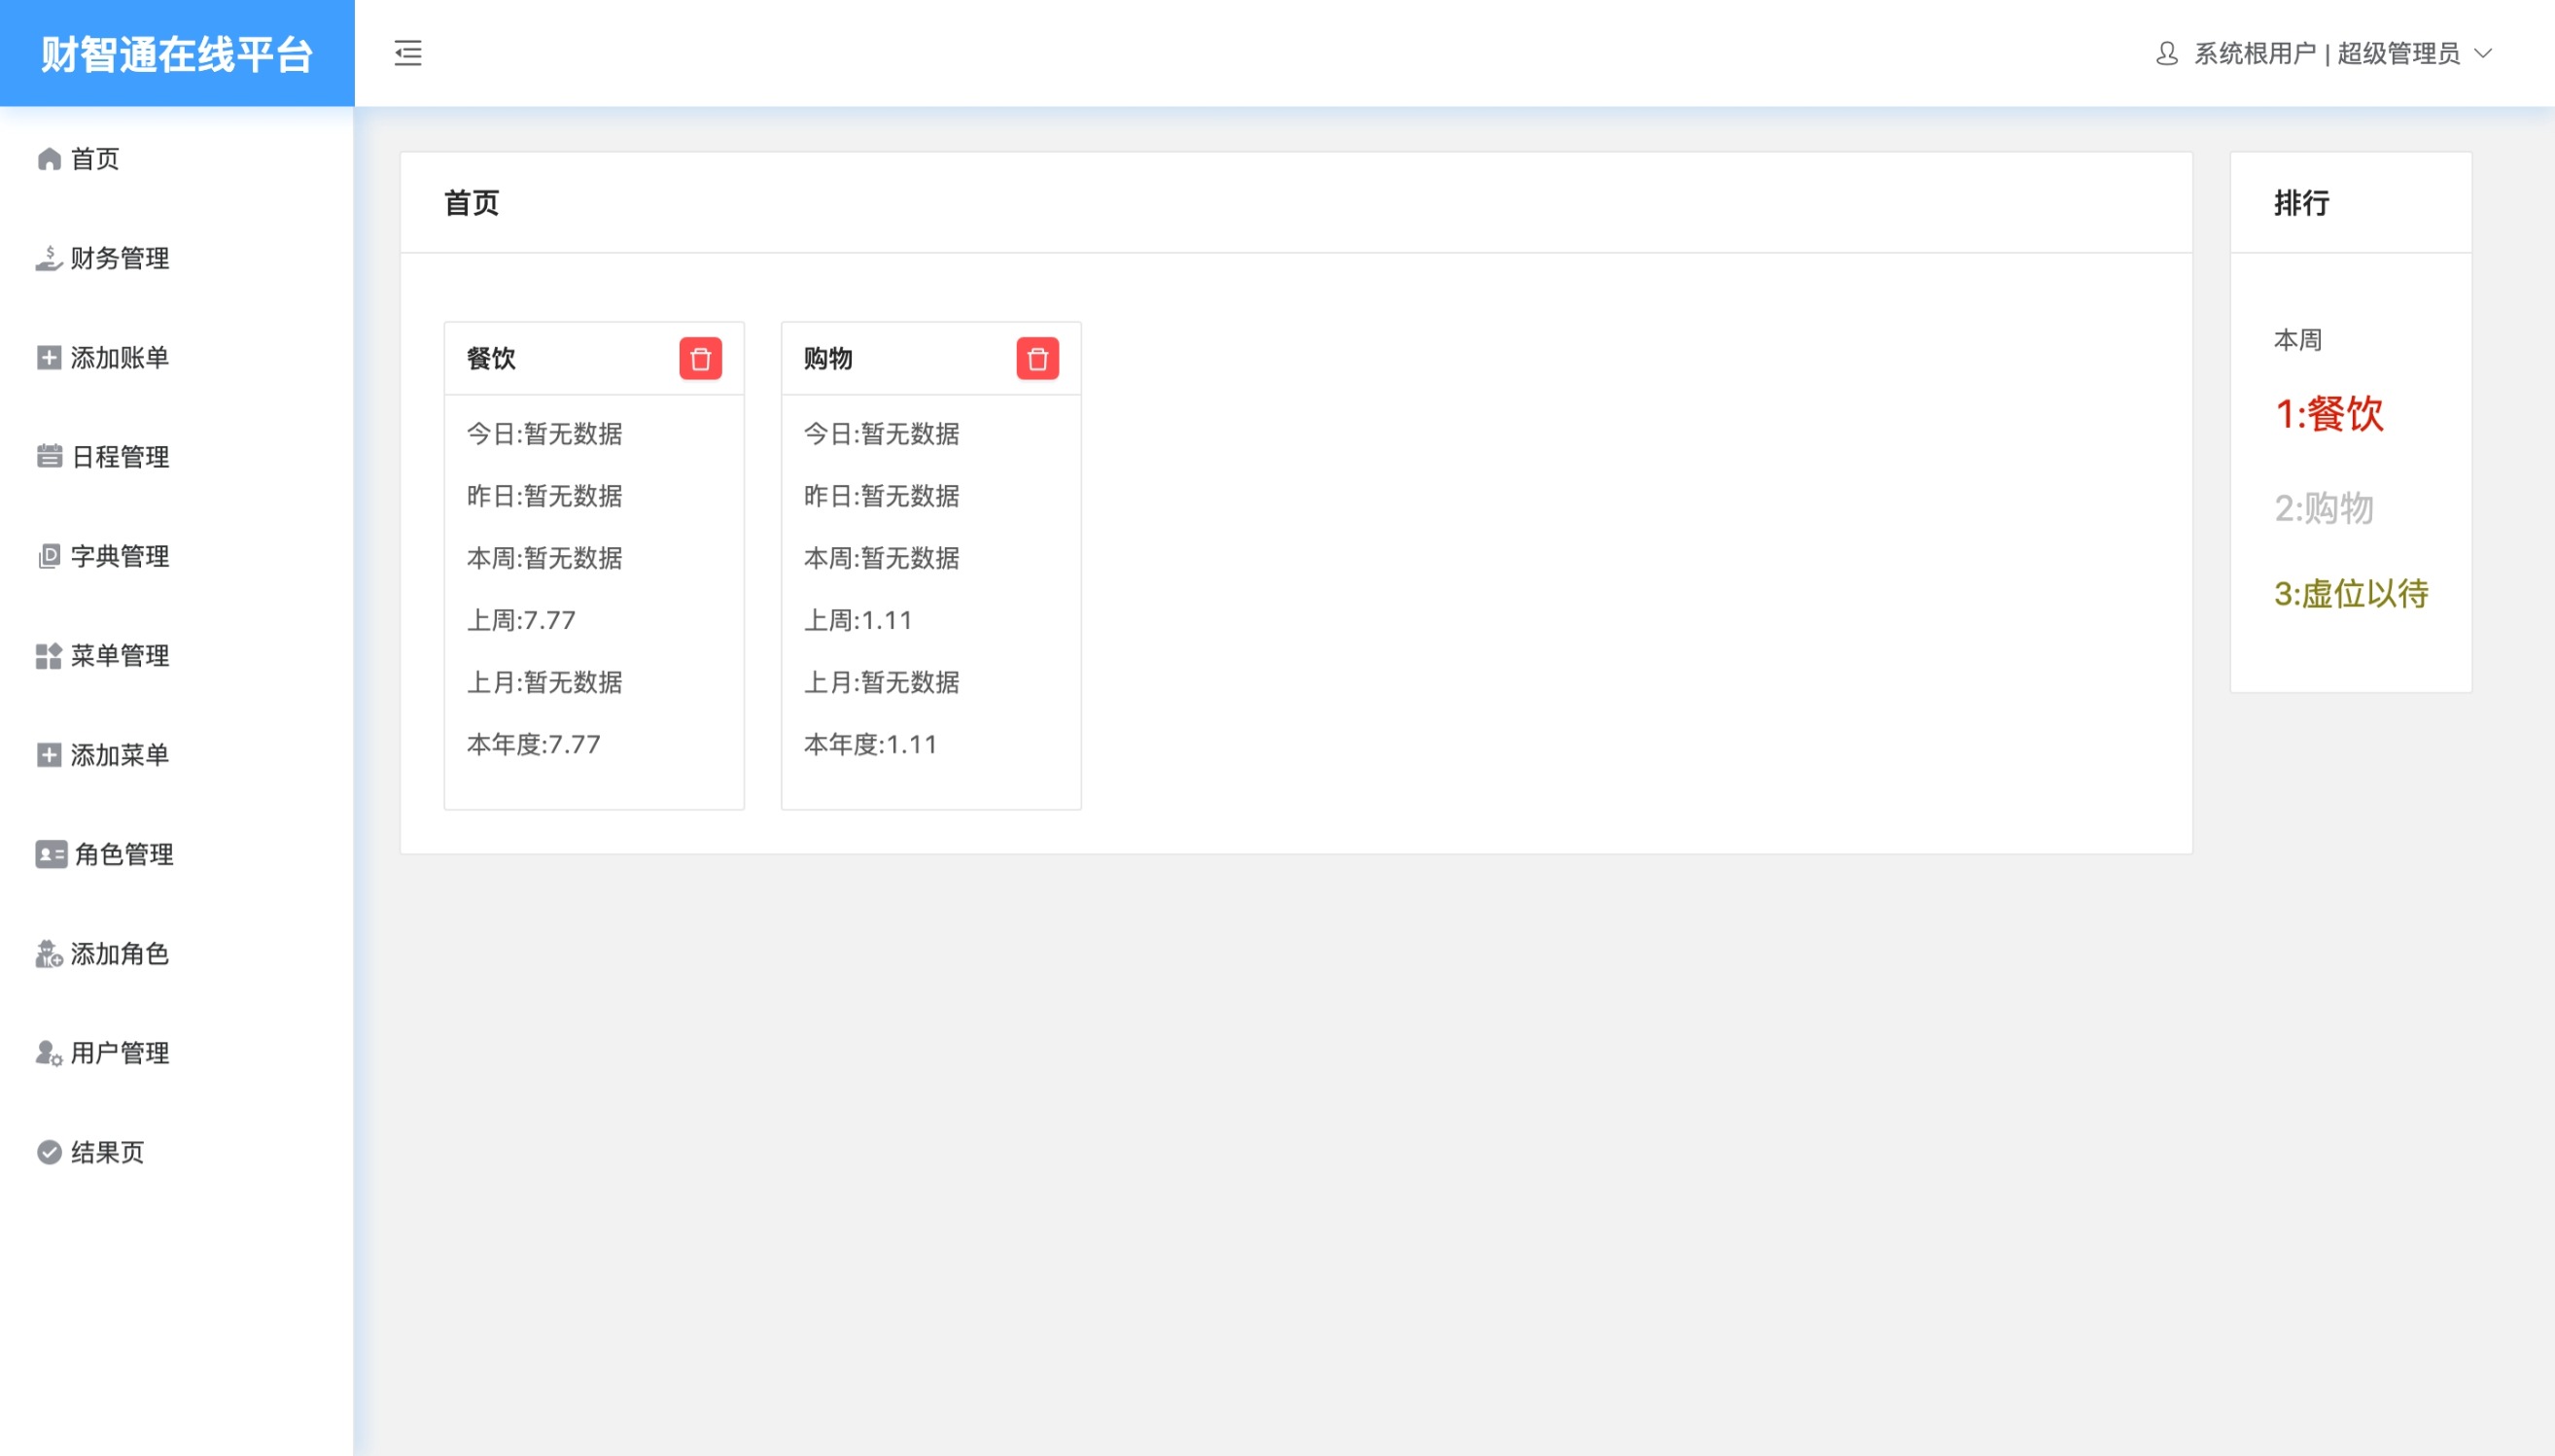 财智通在线平台
系统根用户 | 超级管理员
首页
财务管理
添加账单
日程管理
字典管理
菜单管理
添加菜单
角色管理
添加角色
用户管理
结果页
首页
餐饮
今日:暂无数据
昨日:暂无数据
本周:暂无数据
上周:7.77
上月:暂无数据
本年度:7.77
购物
今日:暂无数据
昨日:暂无数据
本周:暂无数据
上周:1.11
上月:暂无数据
本年度:1.11
排行
本周
1:餐饮
2:购物
3:虚位以待